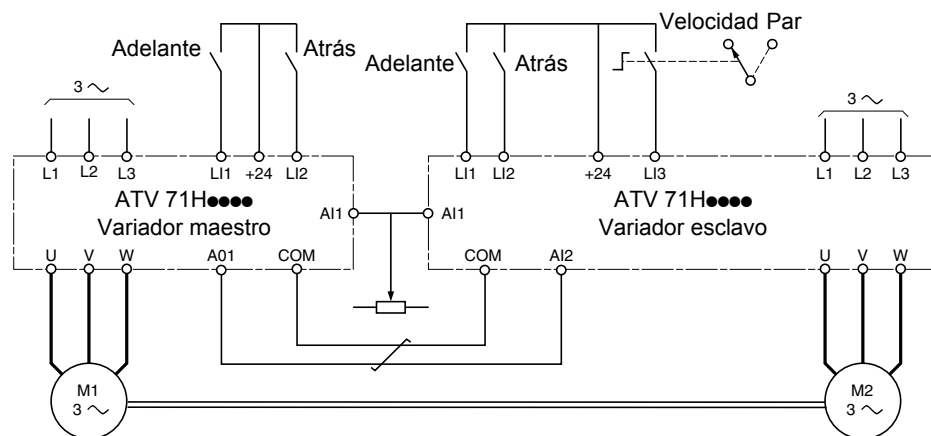 Velocidad Par
Adelante
Atrás
Adelante
Atrás
3
3
L1
L2
L3
LI1
+24
LI2
LI1
LI2
+24
LI3
L1
L2
L3
ATV 71H●●●●
Variador maestro
AI1
AI1
ATV 71H●●●●
Variador esclavo
U
V
W
A01
COM
COM
AI2
U
V
W
M1
3
M2
3